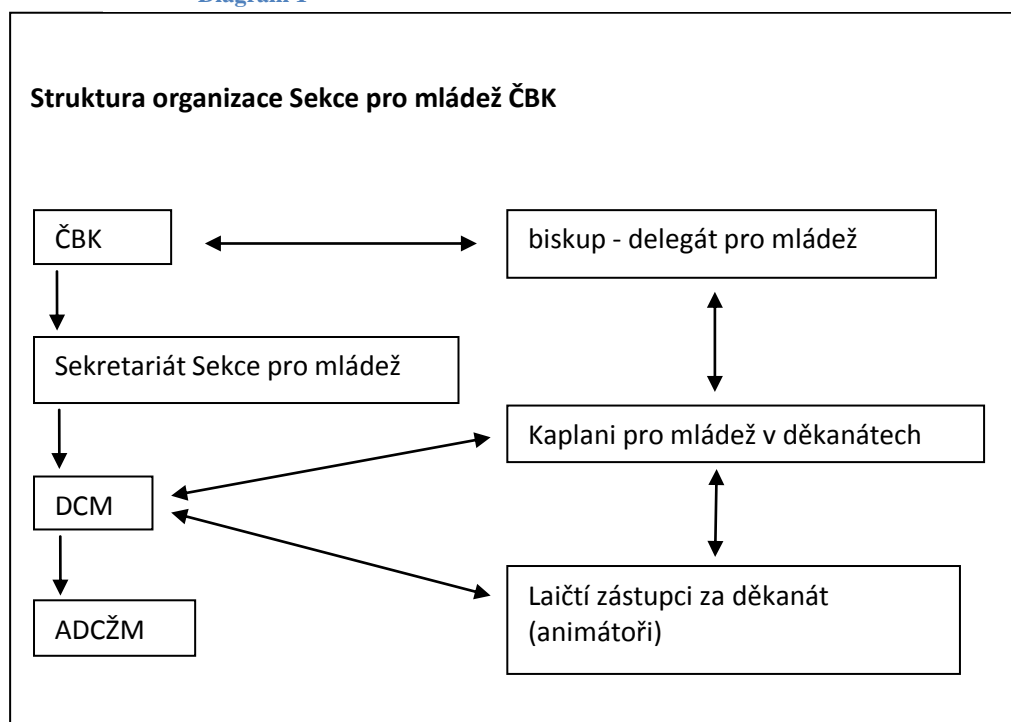 Diagram 1
Struktura organizace Sekce pro mládež ČBK
ČBK
biskup - delegát pro mládež
Sekretariát Sekce pro mládež
Kaplani pro mládež v děkanátech
DCM
Laičtí zástupci za děkanát
(animátoři)
ADCŽM